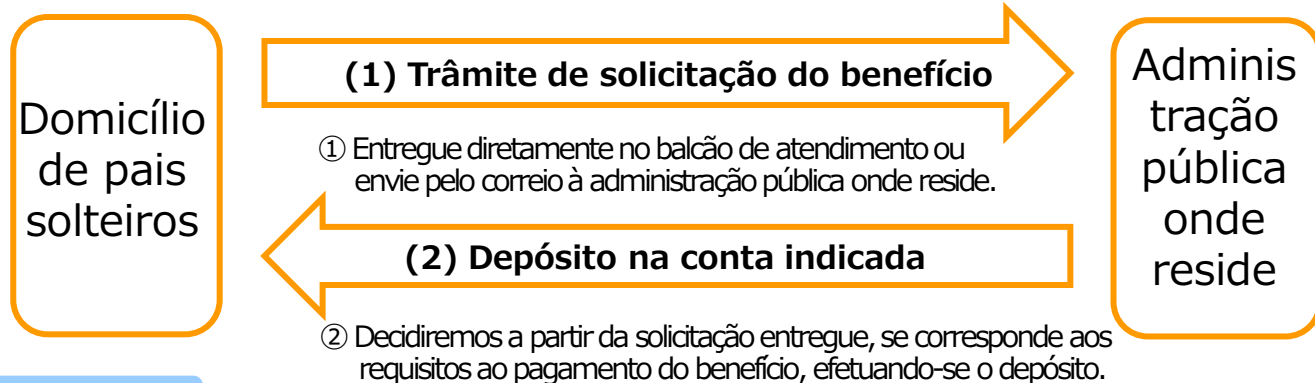 Domicílio
de pais
solteiros
(1) Trâmite de solicitação do benefício
① Entregue diretamente no balcão de atendimento ou
envie pelo correio à administração pública onde reside.
(2) Depósito na conta indicada
② Decidiremos a partir da solicitação entregue, se corresponde aos
requisitos ao pagamento do benefício, efetuando-se o depósito.
Adminis
tração
pública
onde
reside